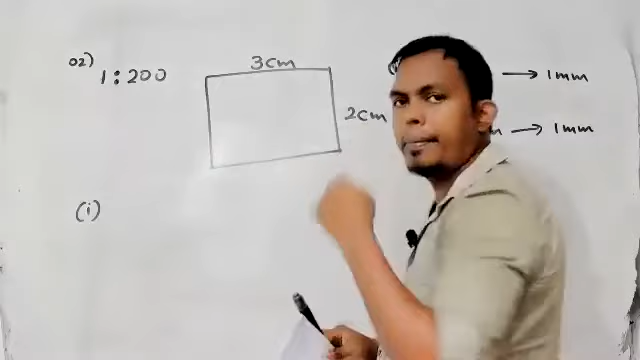 02)
1:200
3cm
2cm
→ 1mm
→ 1mm
(i)